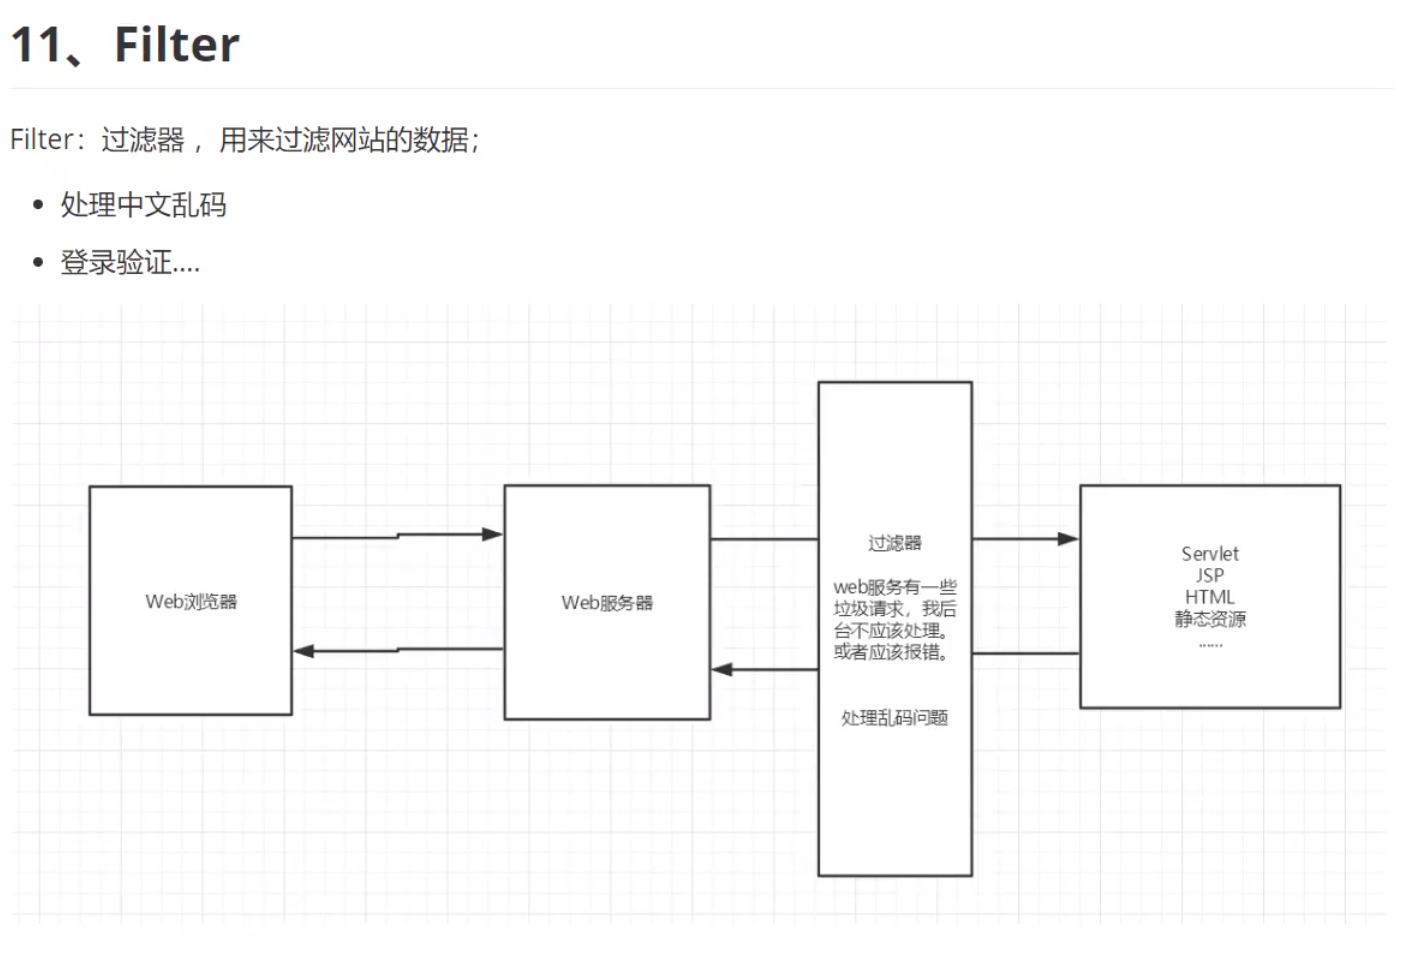 11、Filter
Filter：过滤器 ，用来过滤网站的数据；
处理中文乱码
登录验证....
Web浏览器
Web服务器
过滤器
web服务有一些
垃圾请求，我后
台不应该处理。
或者应该报错。
处理乱码问题
Servlet
JSP
HTML
静态资源
......